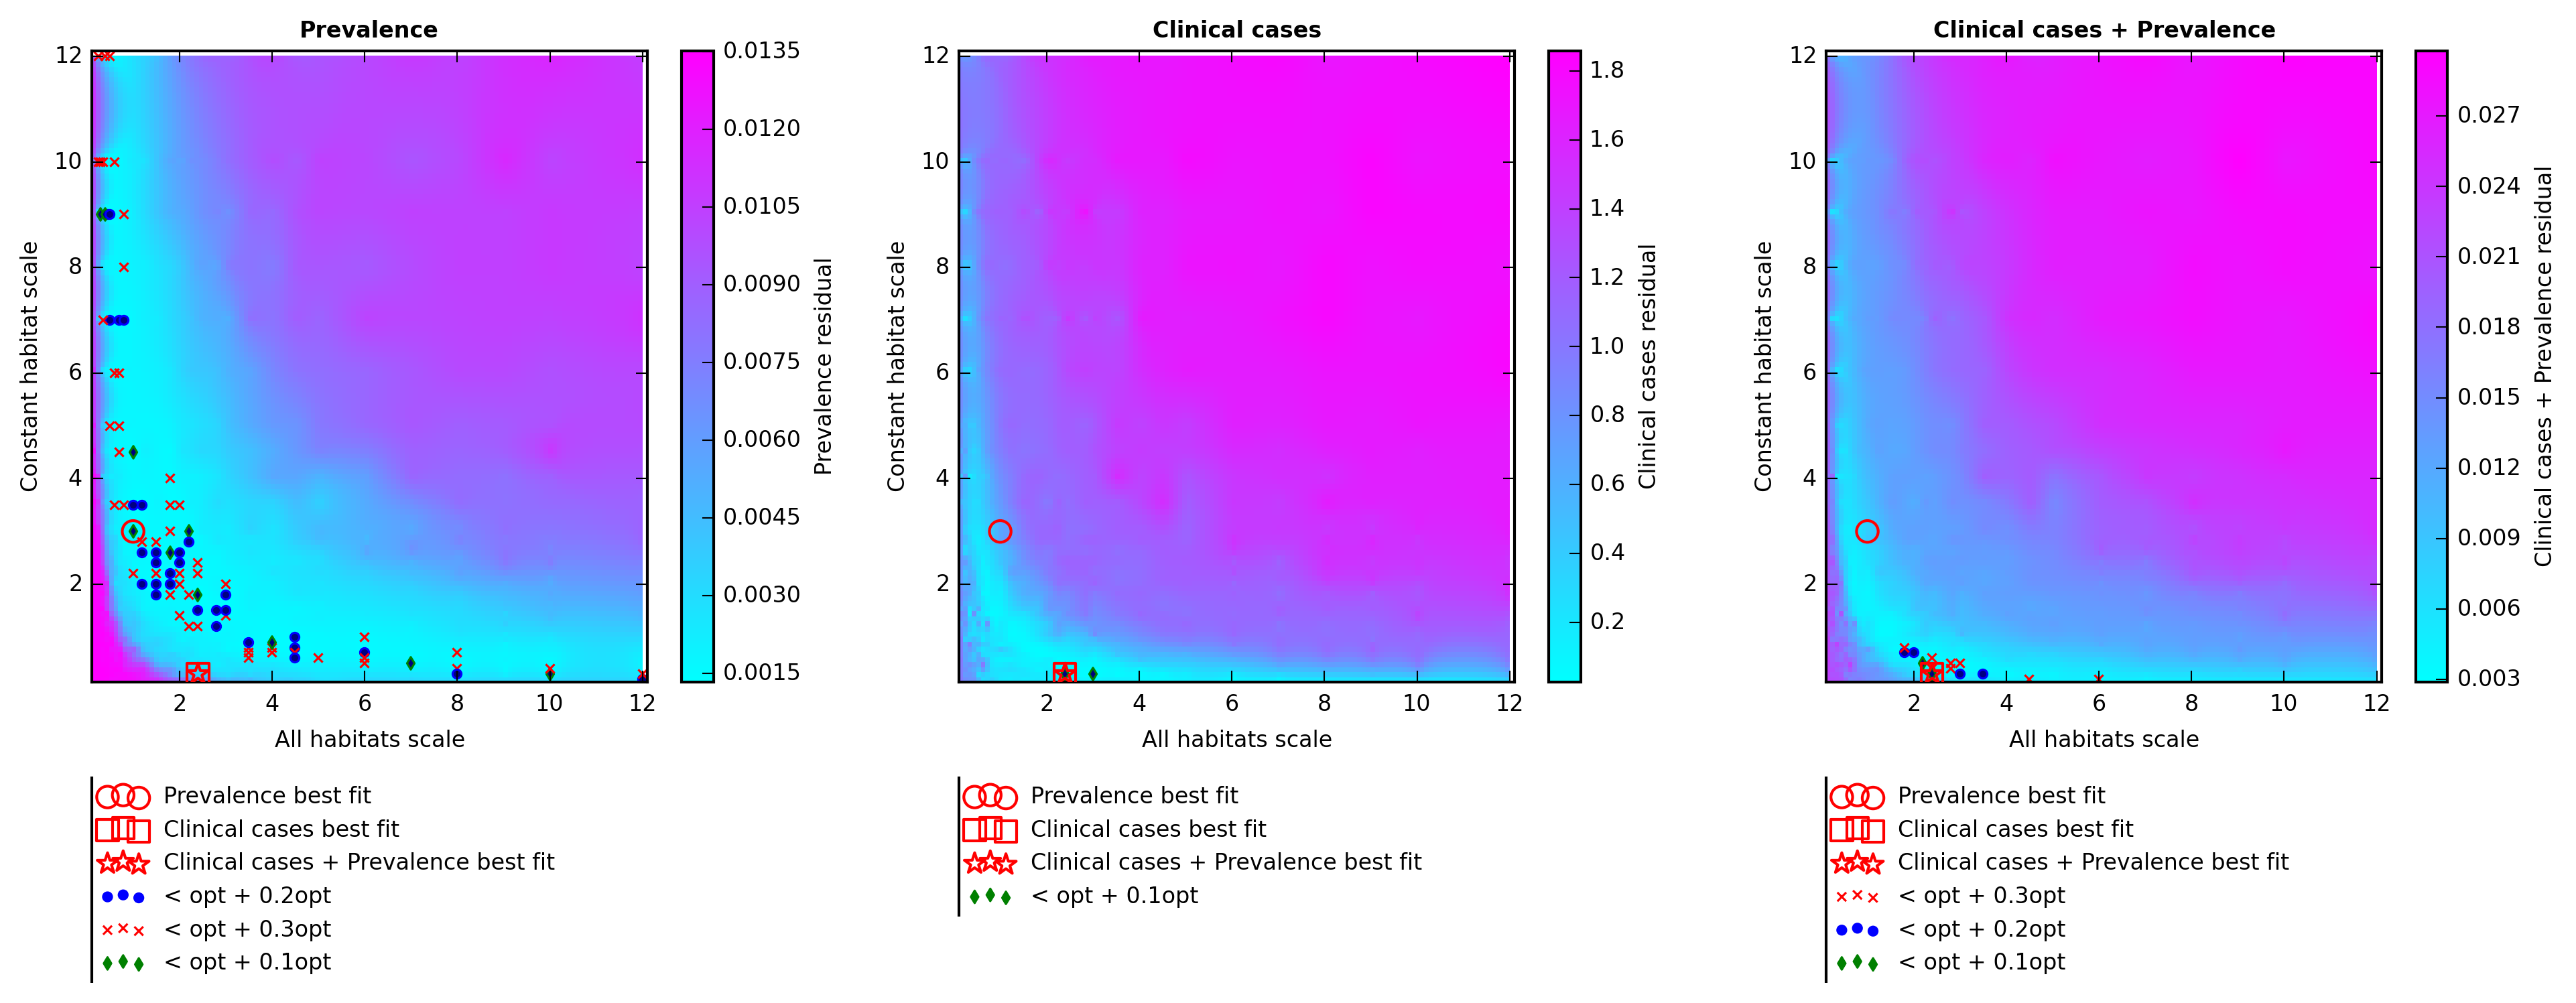 Prevalence
12
10
8
6
4
2
2 4 6 8 10 12
Constant habitat scale
All habitats scale
0.0135
0.0120
0.0105
0.0090
0.0075
0.0060
0.0045
0.0030
0.0015
Prevalence residual
Prevalence best fit
Clinical cases best fit
Clinical cases + Prevalence best fit
< opt + 0.2opt
< opt + 0.3opt
< opt + 0.1opt
Clinical cases
12
10
8
6
4
2
2 4 6 8 10 12
Constant habitat scale
All habitats scale
1.8
1.6
1.4
1.2
1.0
0.8
0.6
0.4
0.2
Clinical cases residual
Prevalence best fit
Clinical cases best fit
Clinical cases + Prevalence best fit
< opt + 0.1opt
Clinical cases + Prevalence
12
10
8
6
4
2
2 4 6 8 10 12
Constant habitat scale
All habitats scale
0.027
0.024
0.021
0.018
0.015
0.012
0.009
0.006
0.003
Clinical cases + Prevalence residual
Prevalence best fit
Clinical cases best fit
Clinical cases + Prevalence best fit
< opt + 0.3opt
< opt + 0.2opt
< opt + 0.1opt